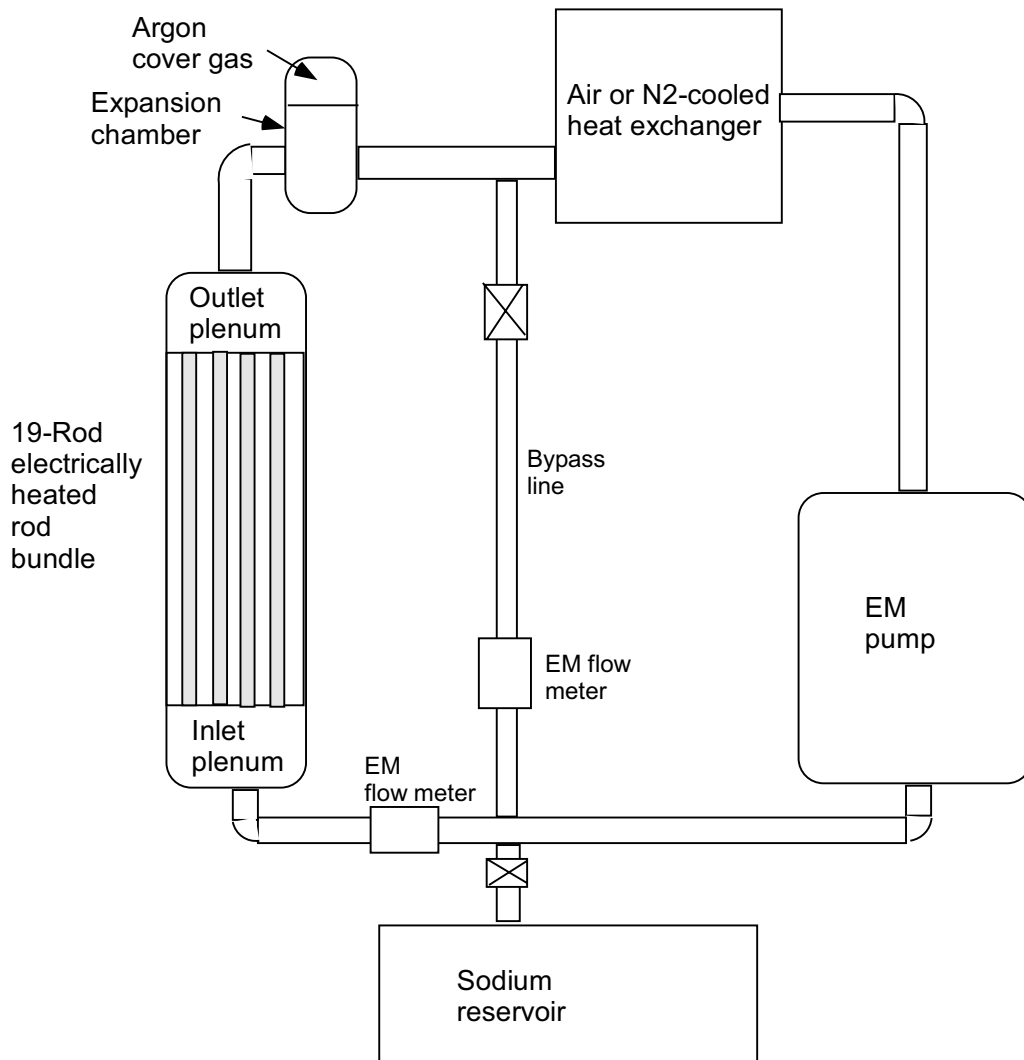 Argon
cover gas
Expansion
chamber
Air or N2-cooled
heat exchanger
Outlet
plenum
19-Rod
electrically
heated
rod
bundle
Bypass
line
EM
pump
EM flow
meter
Inlet
plenum
EM
flow meter
Sodium
reservoir